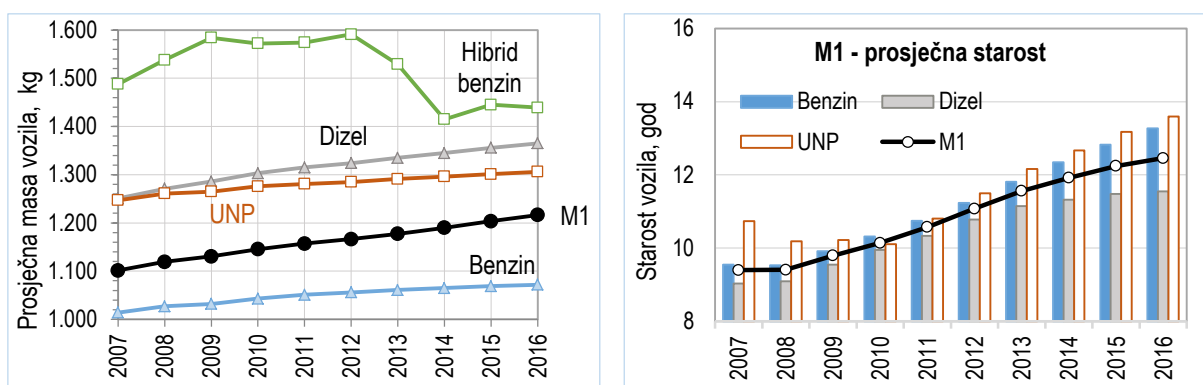 Prosječna masa vozila, kg
1.600
1.500
1.400
1.300
1.200
1.100
1.000
Hibrid
benzin
Dizel
UNP
M1
Benzin
2007
2008
2009
2010
2011
2012
2013
2014
2015
2016
Starost vozila, god
16
14
12
10
8
M1 - prosječna starost
Benzin
Dizel
UNP
M1
2007
2008
2009
2010
2011
2012
2013
2014
2015
2016